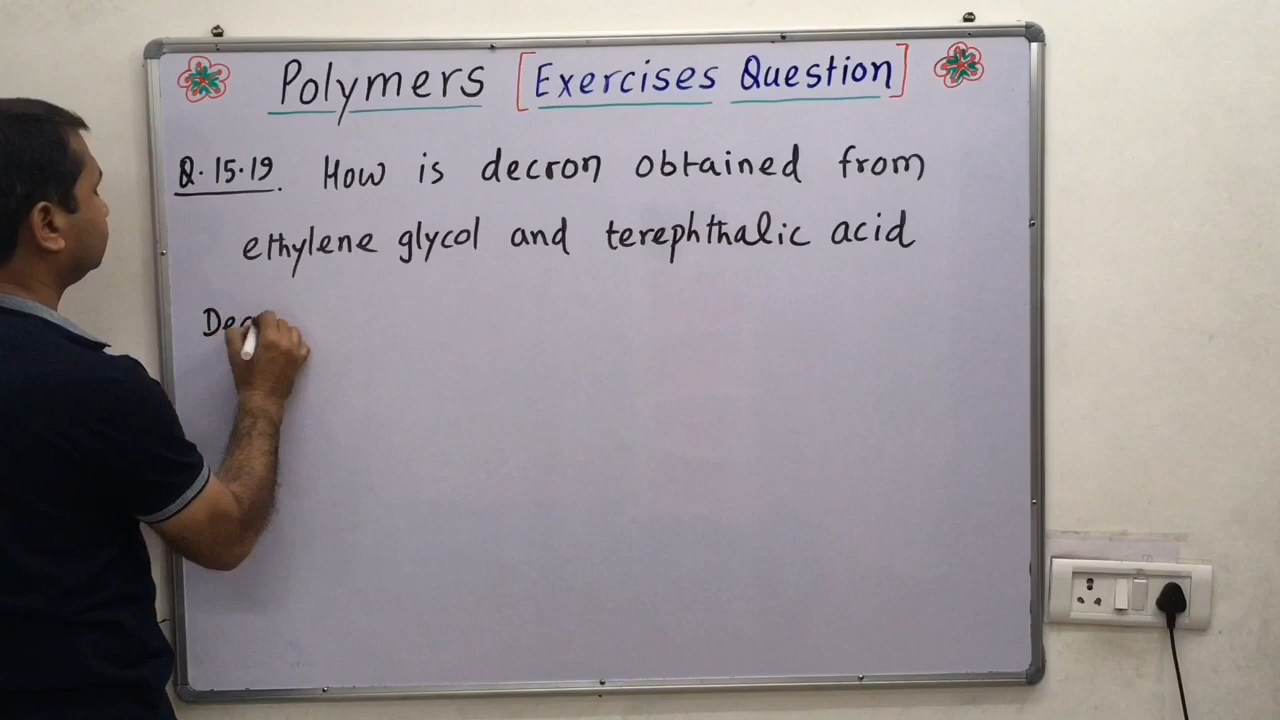 Polymers [Exercises Question]
Q. 15.19. How is decron obtained from
ethylene glycol and terephthalic acid